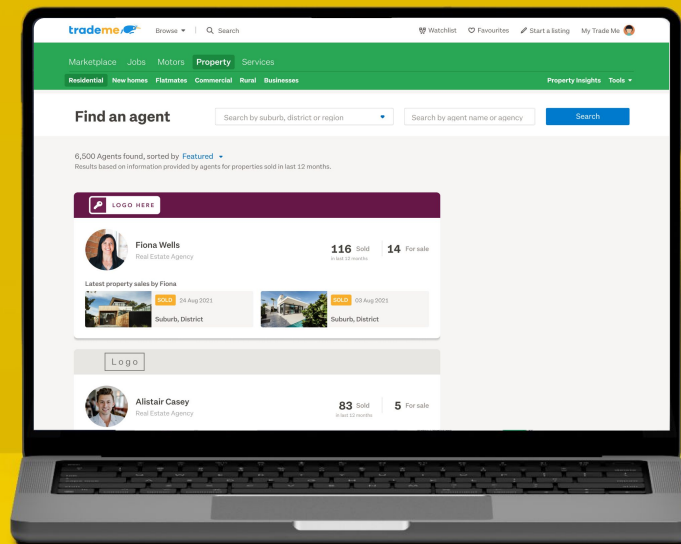 trademe Browse Search Watchlist Favourites Start a listing My Trade Me
Marketplace Jobs Motors Property Services
Residential New homes Flatmates Commercial Rural Businesses Property Insights Tools
Find an agent Search by suburb, district or region Search by agent name or agency Search
6,500 Agents found, sorted by Featured
Results based on information provided by agents for properties sold in last 12 months.
LOGO HERE
Fiona Wells
Real Estate Agency
116 Sold 14 For sale
in last 12 months
Latest property sales by Fiona
SOLD 24 Aug 2021 SOLD 03 Aug 2021
Suburb, District Suburb, District
Logo
Alistair Casey
Real Estate Agency
83 Sold 5 For sale
in last 12 months